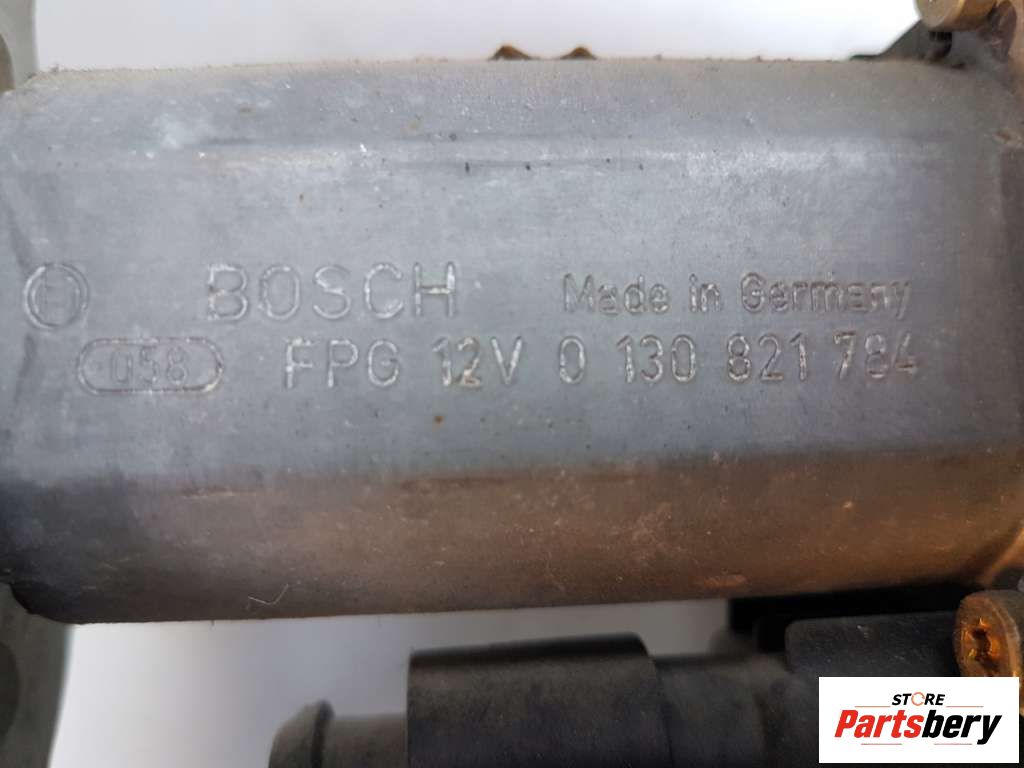 BOSCH Made in Germany
058 FPG 12V 0 130 821 784
STORE
Partsbery